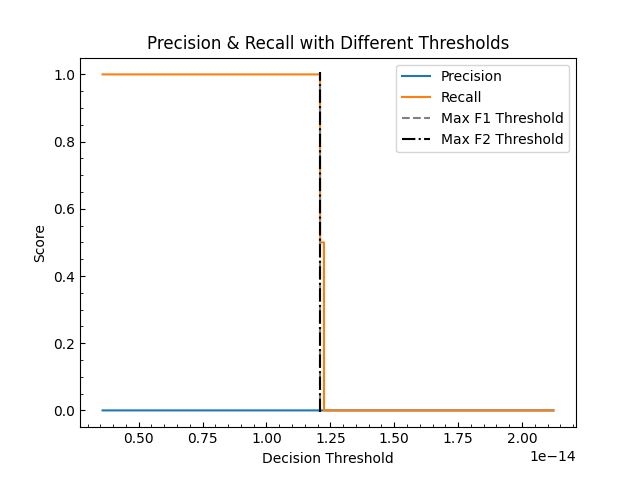 Precision & Recall with Different Thresholds
Precision
Recall
Max F1 Threshold
Max F2 Threshold
Score
1.0
0.8
0.6
0.4
0.2
0.0
0.50 0.75 1.00 1.25 1.50 1.75 2.00
1e−14
Decision Threshold